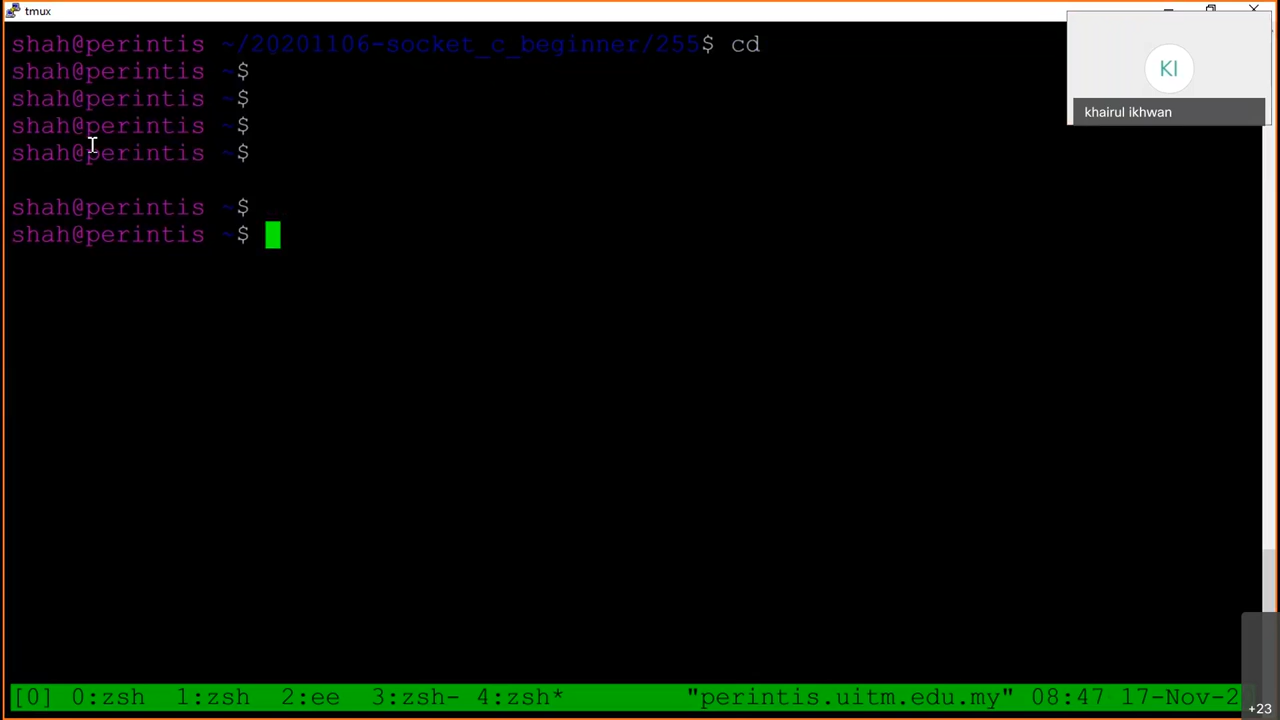 tmux
shah@perintis ~/20201106-socket_c_beginner/255$ cd
shah@perintis ~$
shah@perintis ~$
shah@perintis ~$
shah@perintis ~$
shah@perintis ~$
shah@perintis ~$
KI
khairul ikhwan
[0] 0:zsh 1:zsh 2:ee 3:zsh- 4:zsh* "perintis.uitm.edu.my" 08:47 17-Nov-2
+23